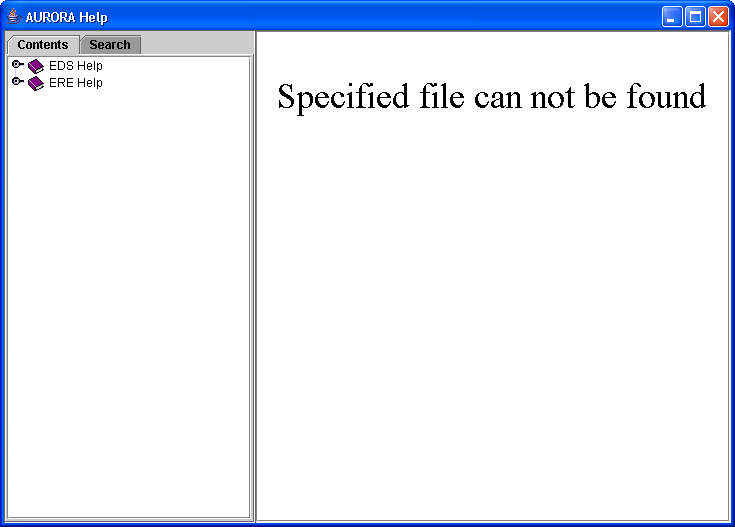 AURORA Help
Contents Search
EDS Help
ERE Help
Specified file can not be found